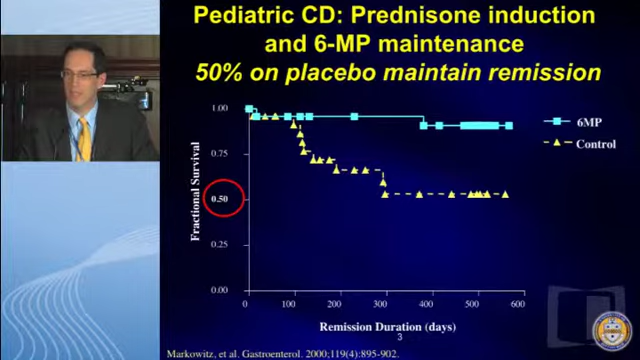 Pediatric CD: Prednisone induction
and 6-MP maintenance
50% on placebo maintain remission
1.00
0.75
0.50
0.25
0.00
Fractional Survival
0
100
200
300
400
500
600
Remission Duration (days)
6MP
Control
3
Markowitz, et al. Gastroenterol. 2000;119(4):895-902.